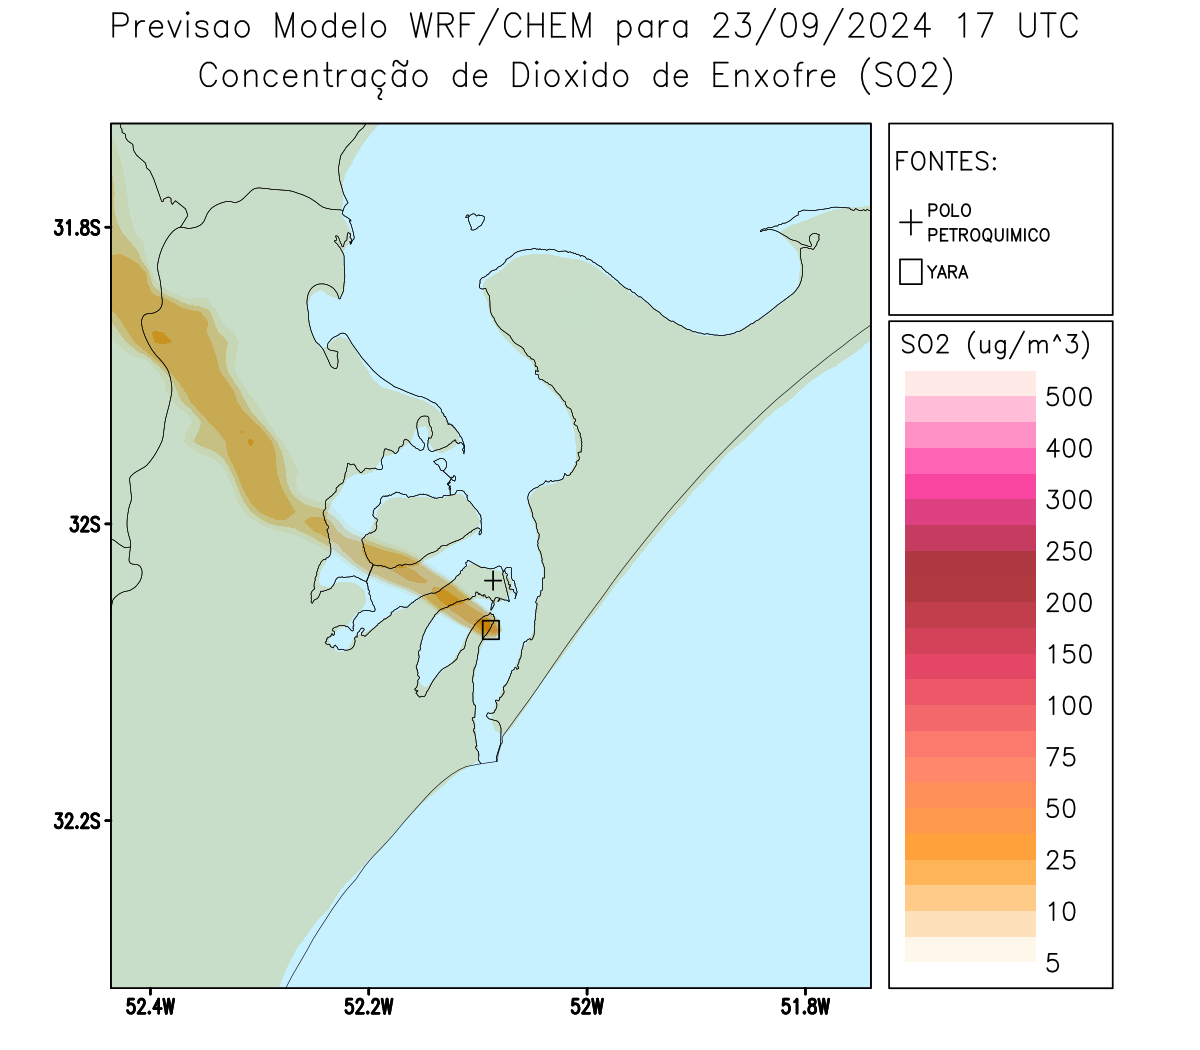 Previsao Modelo WRF/CHEM para 23/09/2024 17 UTC
Concentração de Dioxido de Enxofre (SO2)
FONTES:
POLO
PETROQUIMICO
YARA
SO2 (ug/m^3)
500
400
300
250
200
150
100
75
50
25
10
5
31.8S
32S
32.2S
52.4W
52.2W
52W
51.8W